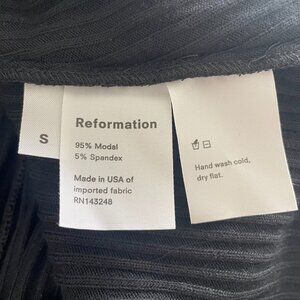 S
Reformation
95% Modal
5% Spandex
Made in USA of
imported fabric
RN143248
Hand wash cold,
dry flat.